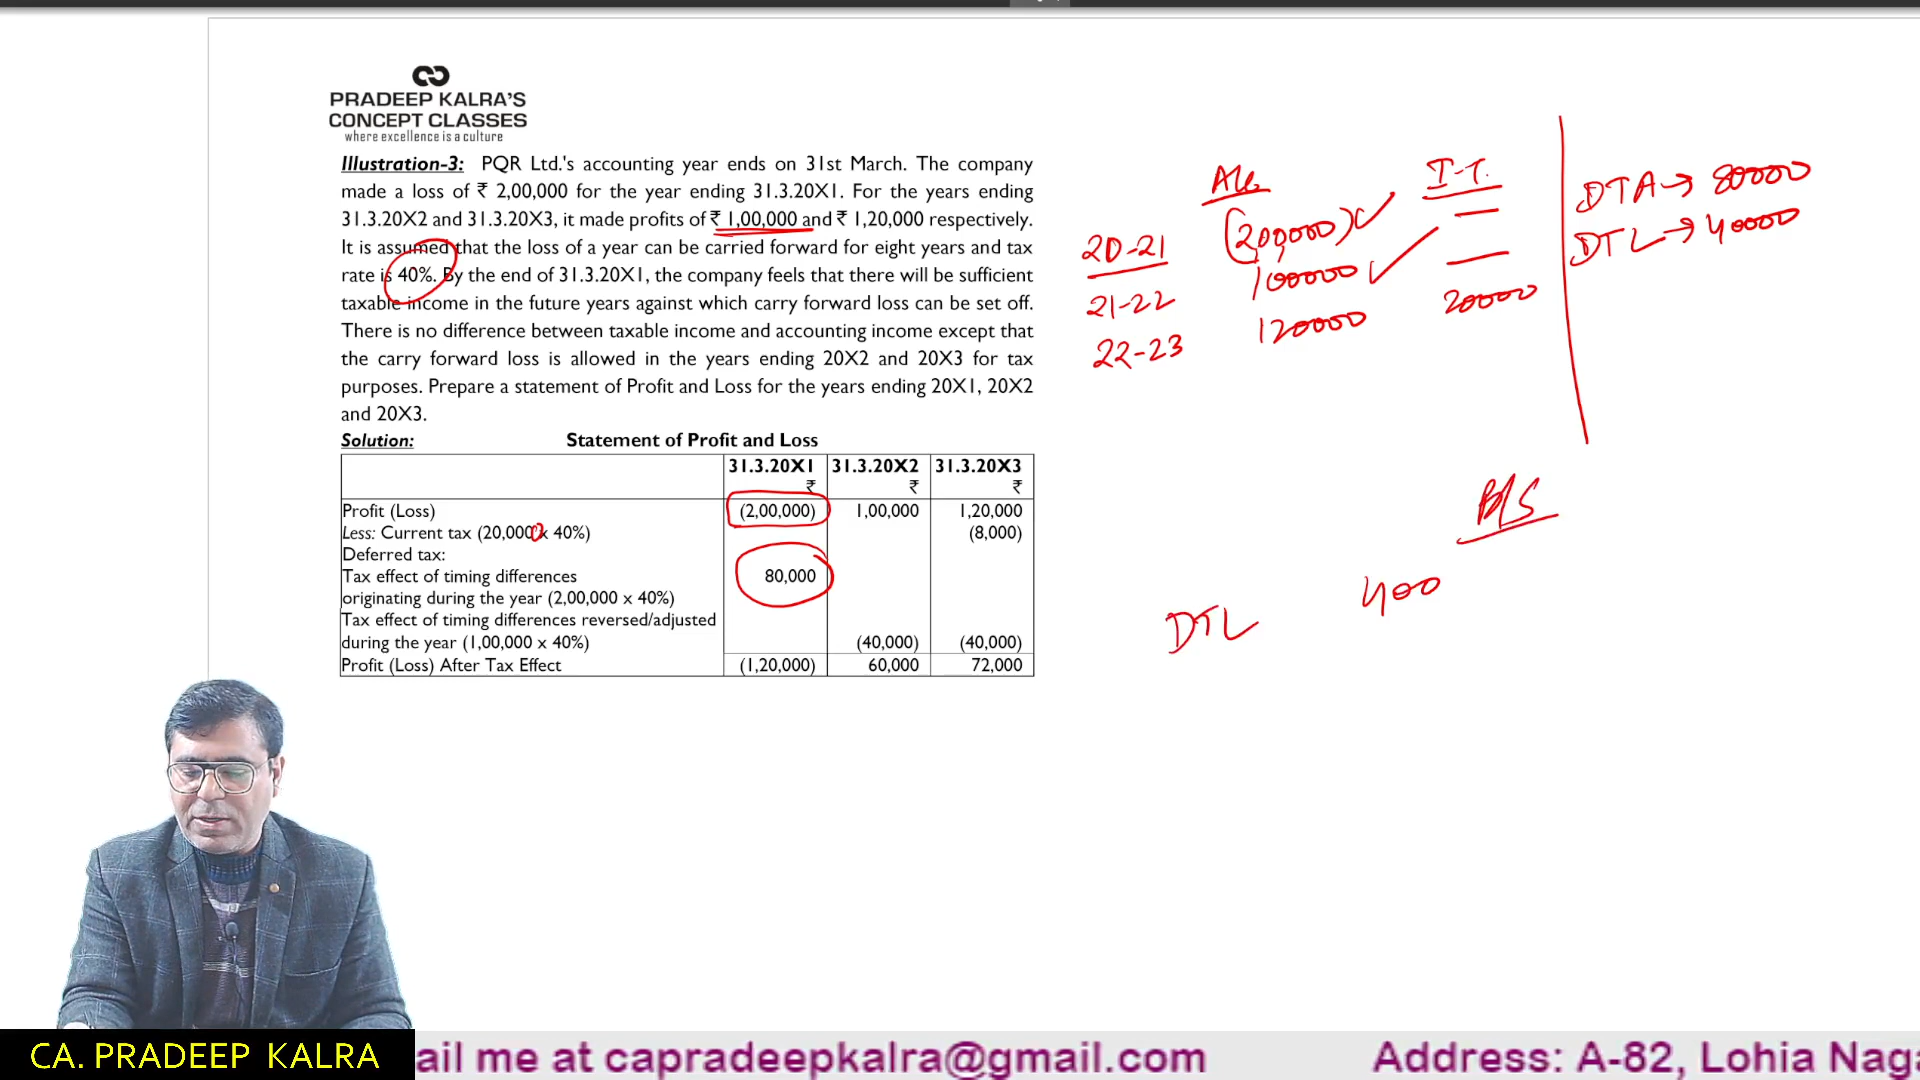 PRADEEP KALRA'S
CONCEPT CLASSES
where excellence is a culture
Illustration-3: PQR Ltd.'s accounting year ends on 31st March. The company
made a loss of ₹ 2,00,000 for the year ending 31.3.20X1. For the years ending
31.3.20X2 and 31.3.20X3, it made profits of ₹ 1,00,000 and ₹ 1,20,000 respectively.
It is assumed that the loss of a year can be carried forward for eight years and tax
rate is 40%. By the end of 31.3.20X1, the company feels that there will be sufficient
taxable income in the future years against which carry forward loss can be set off.
There is no difference between taxable income and accounting income except that
the carry forward loss is allowed in the years ending 20X2 and 20X3 for tax
purposes. Prepare a statement of Profit and Loss for the years ending 20X1, 20X2
and 20X3.
Solution: Statement of Profit and Loss
31.3.20X1 31.3.20X2 31.3.20X3
₹ ₹ ₹
Profit (Loss) (2,00,000) 1,00,000 1,20,000
Less: Current tax (20,000 x 40%) (8,000)
Deferred tax:
Tax effect of timing differences 80,000
originating during the year (2,00,000 x 40%)
Tax effect of timing differences reversed/adjusted
during the year (1,00,000 x 40%) (40,000) (40,000)
Profit (Loss) After Tax Effect (1,20,000) 60,000 72,000
I.T.
20-21 (200,000)
21-22 100000
22-23 120000 20000
DTA → 80000
DTL → 40000
B/S
DTL 400
CA. PRADEEP KALRA
ail me at capradeepkalra@gmail.com Address: A-82, Lohia Naga